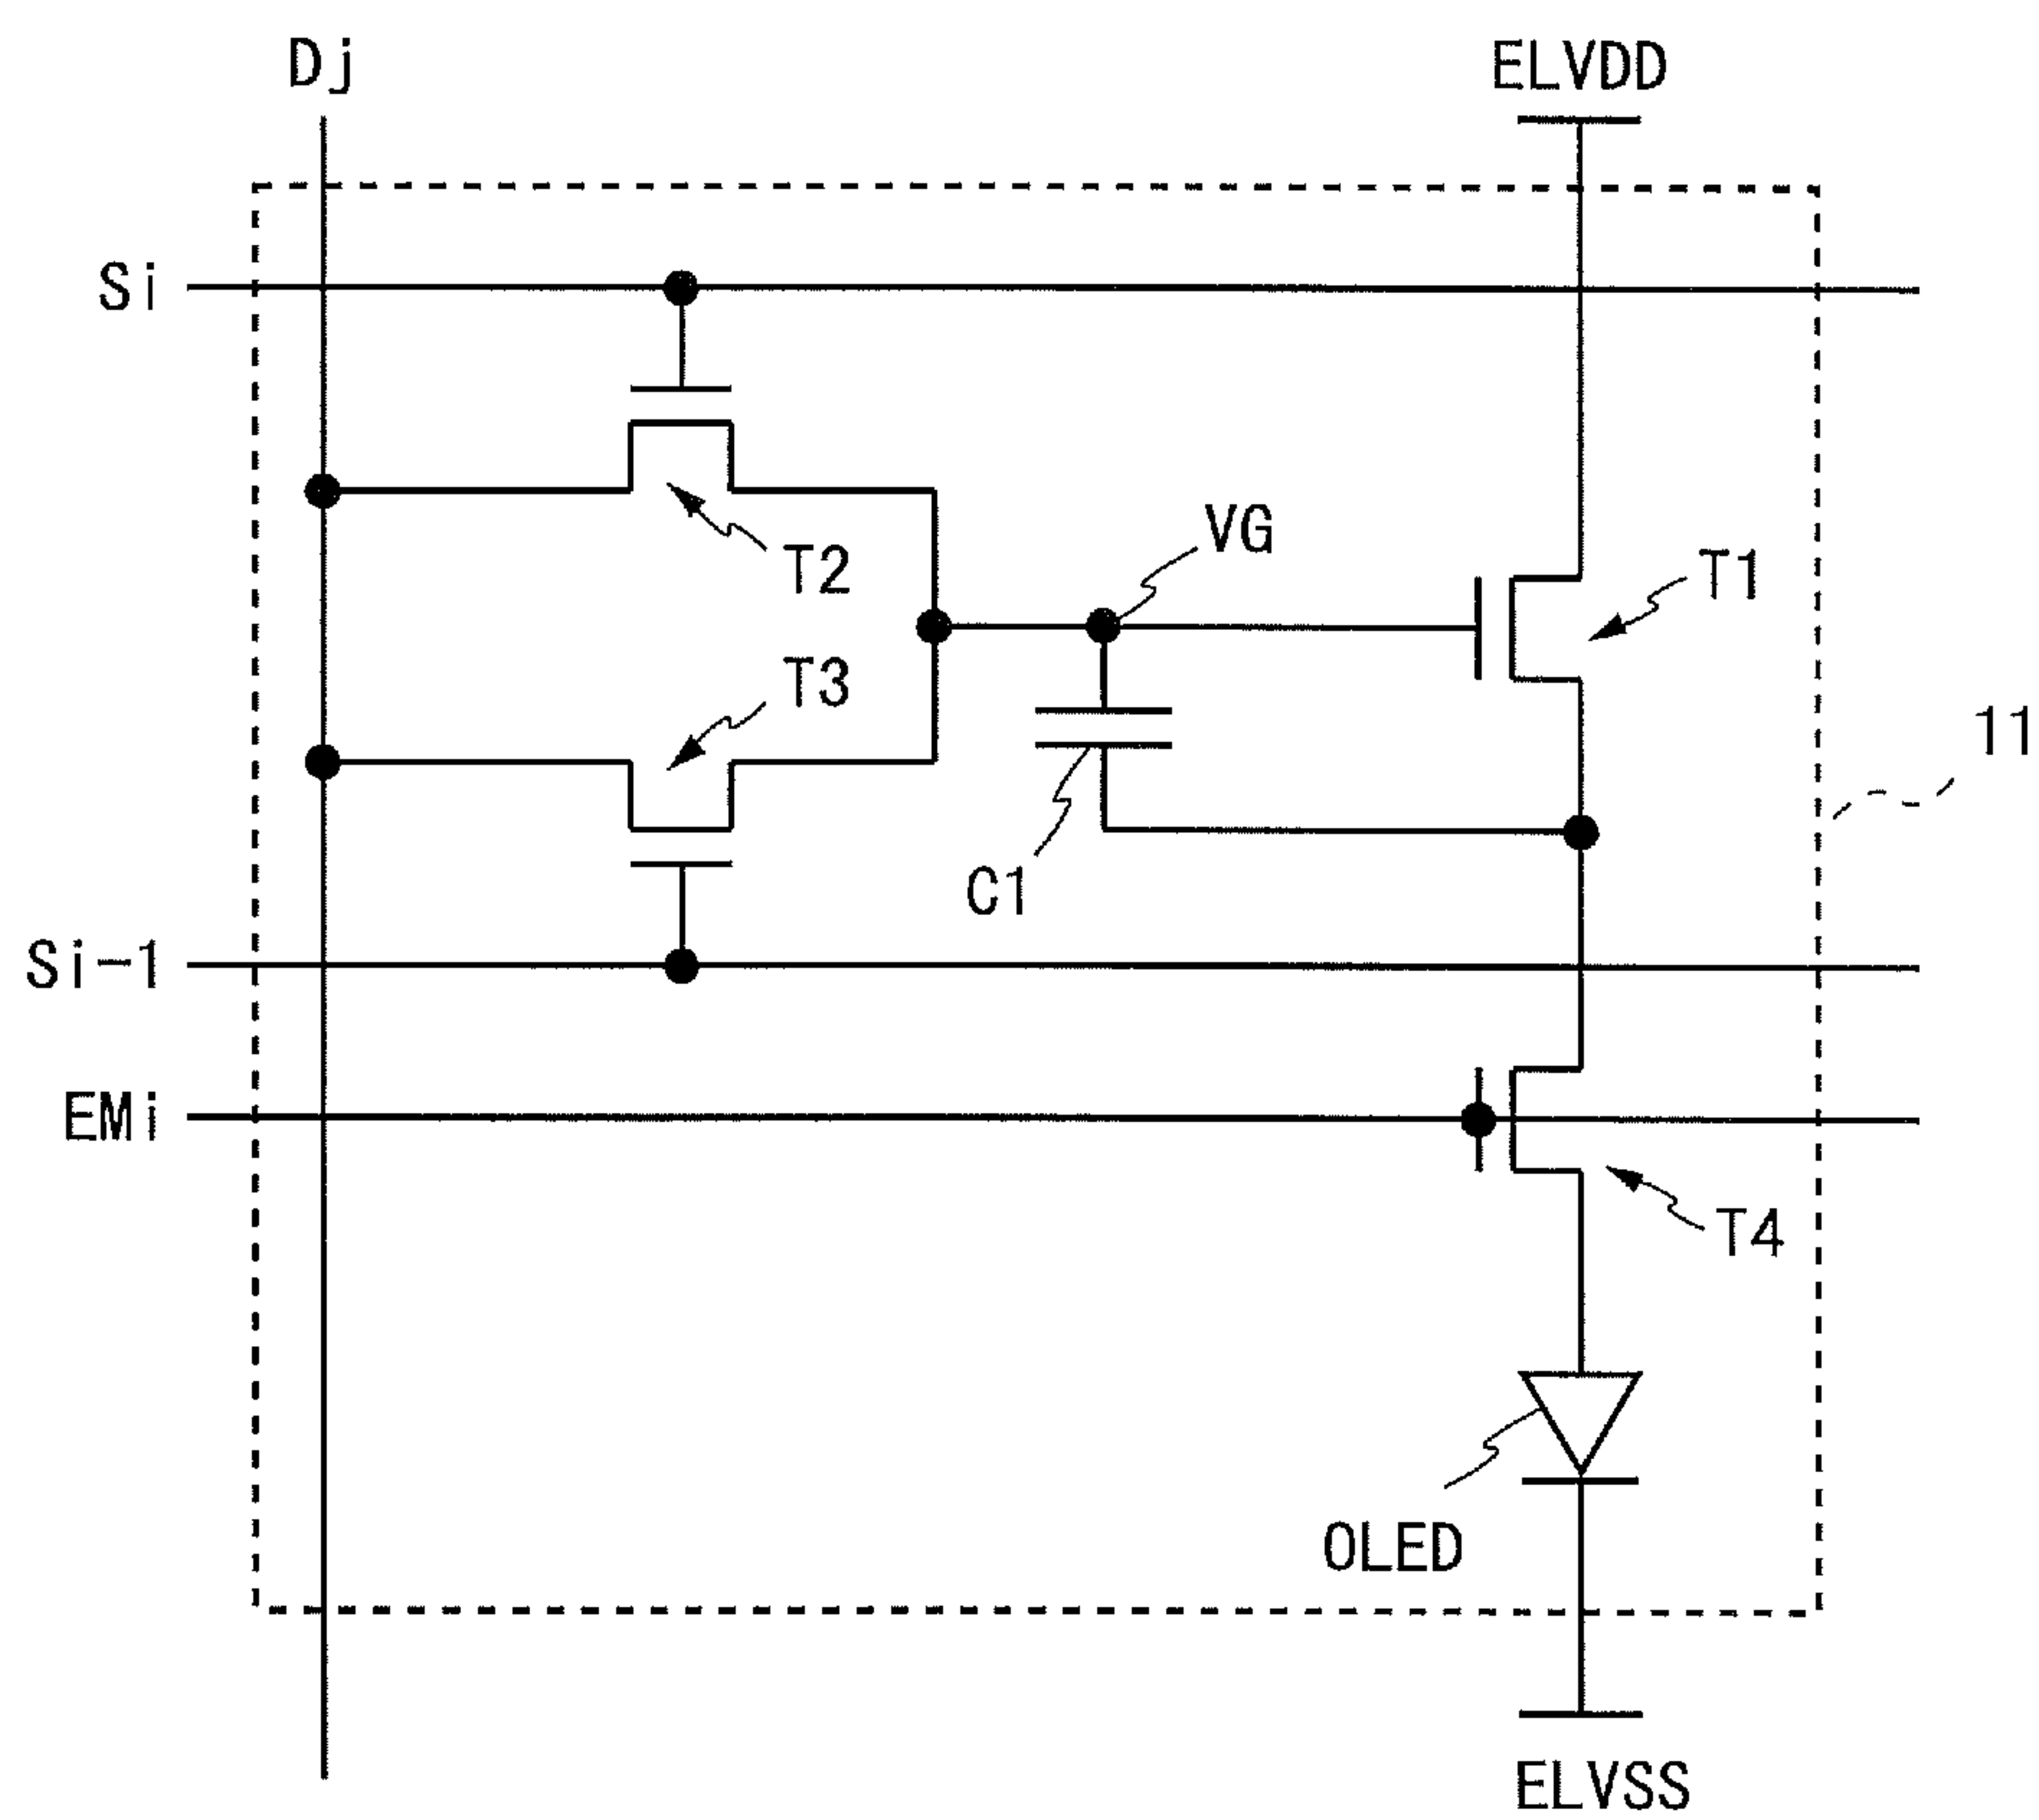 Dj
ELVDD
Si
VG
T1
T2
T3
11
C1
Si-1
EMi
T4
OLED
ELVSS